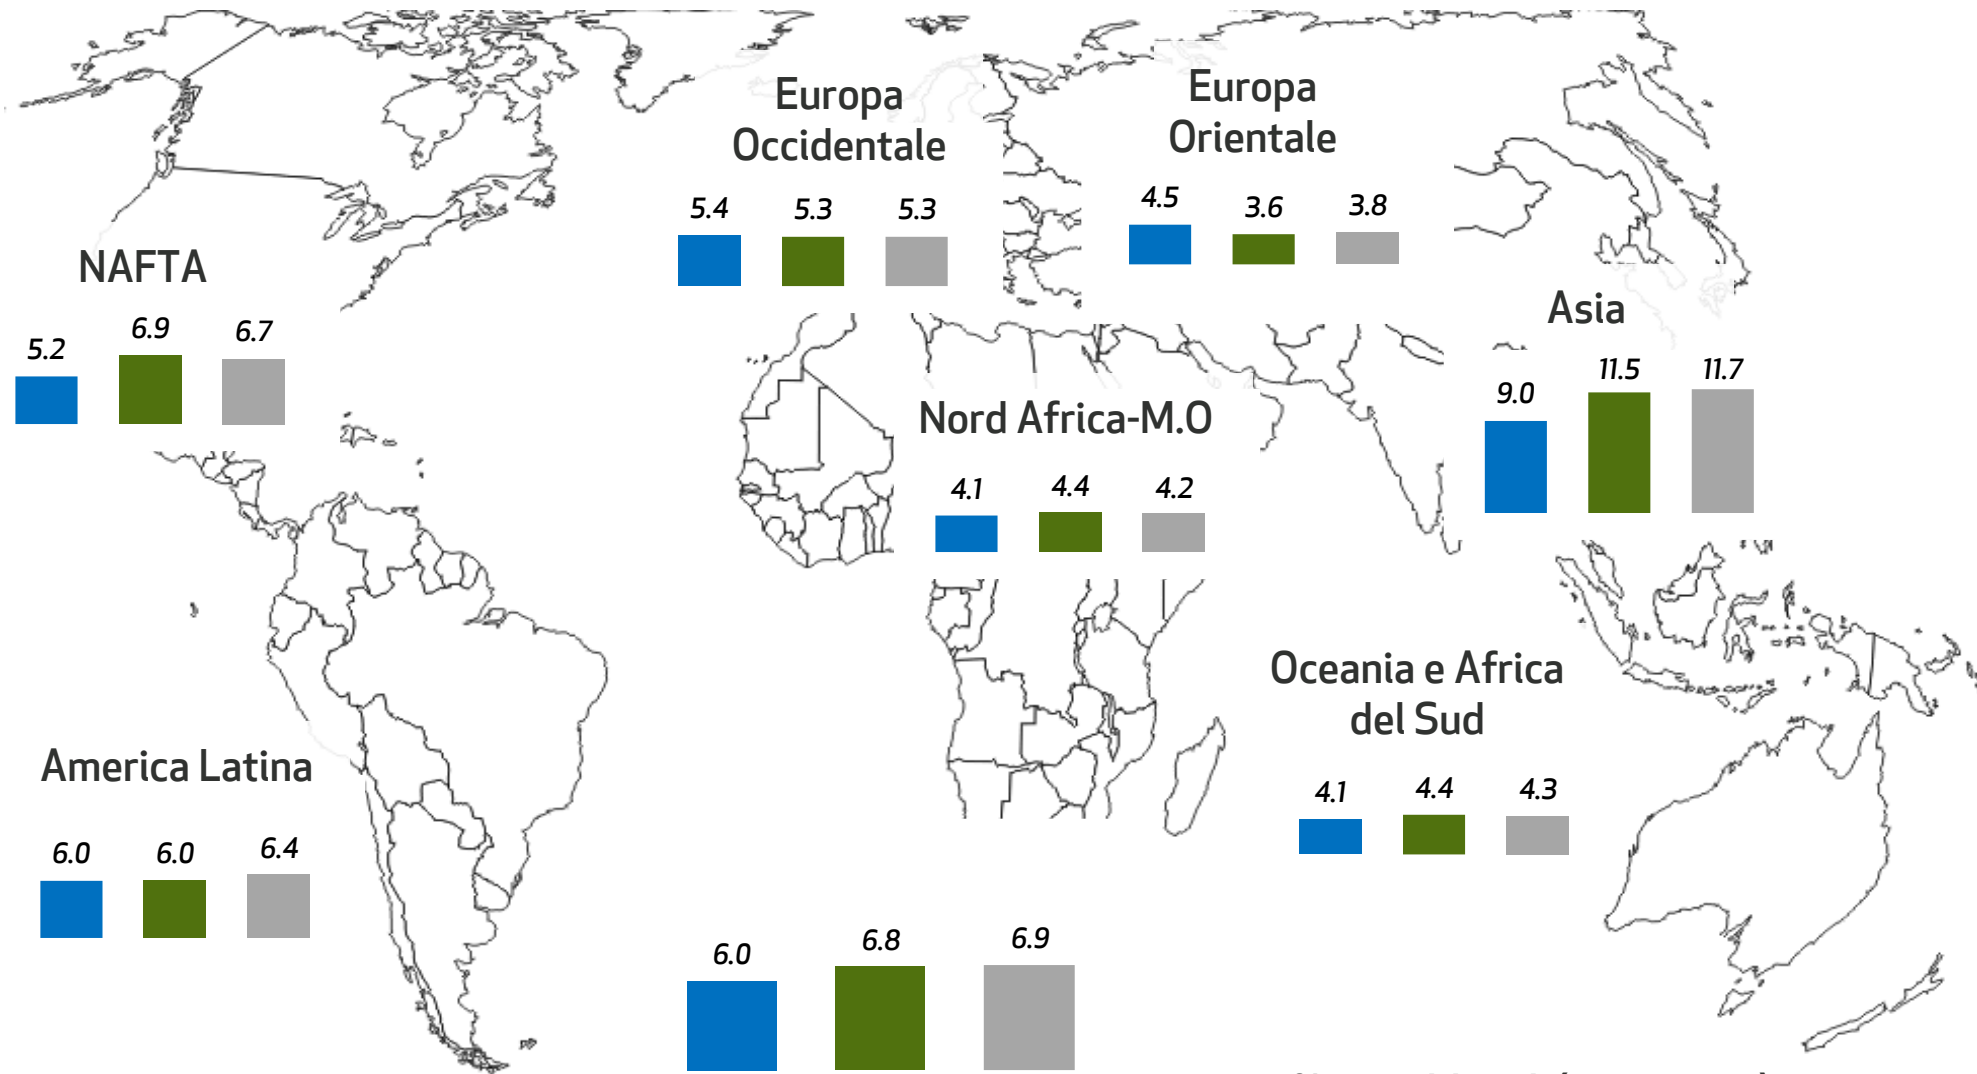 Europa
Occidentale
5.4 5.3 5.3
Europa
Orientale
4.5 3.6 3.8
NAFTA
5.2 6.9 6.7
Asia
9.0 11.5 11.7
Nord Africa-M.O
4.1 4.4 4.2
Oceania e Africa
del Sud
4.1 4.4 4.3
America Latina
6.0 6.0 6.4
6.0 6.8 6.9